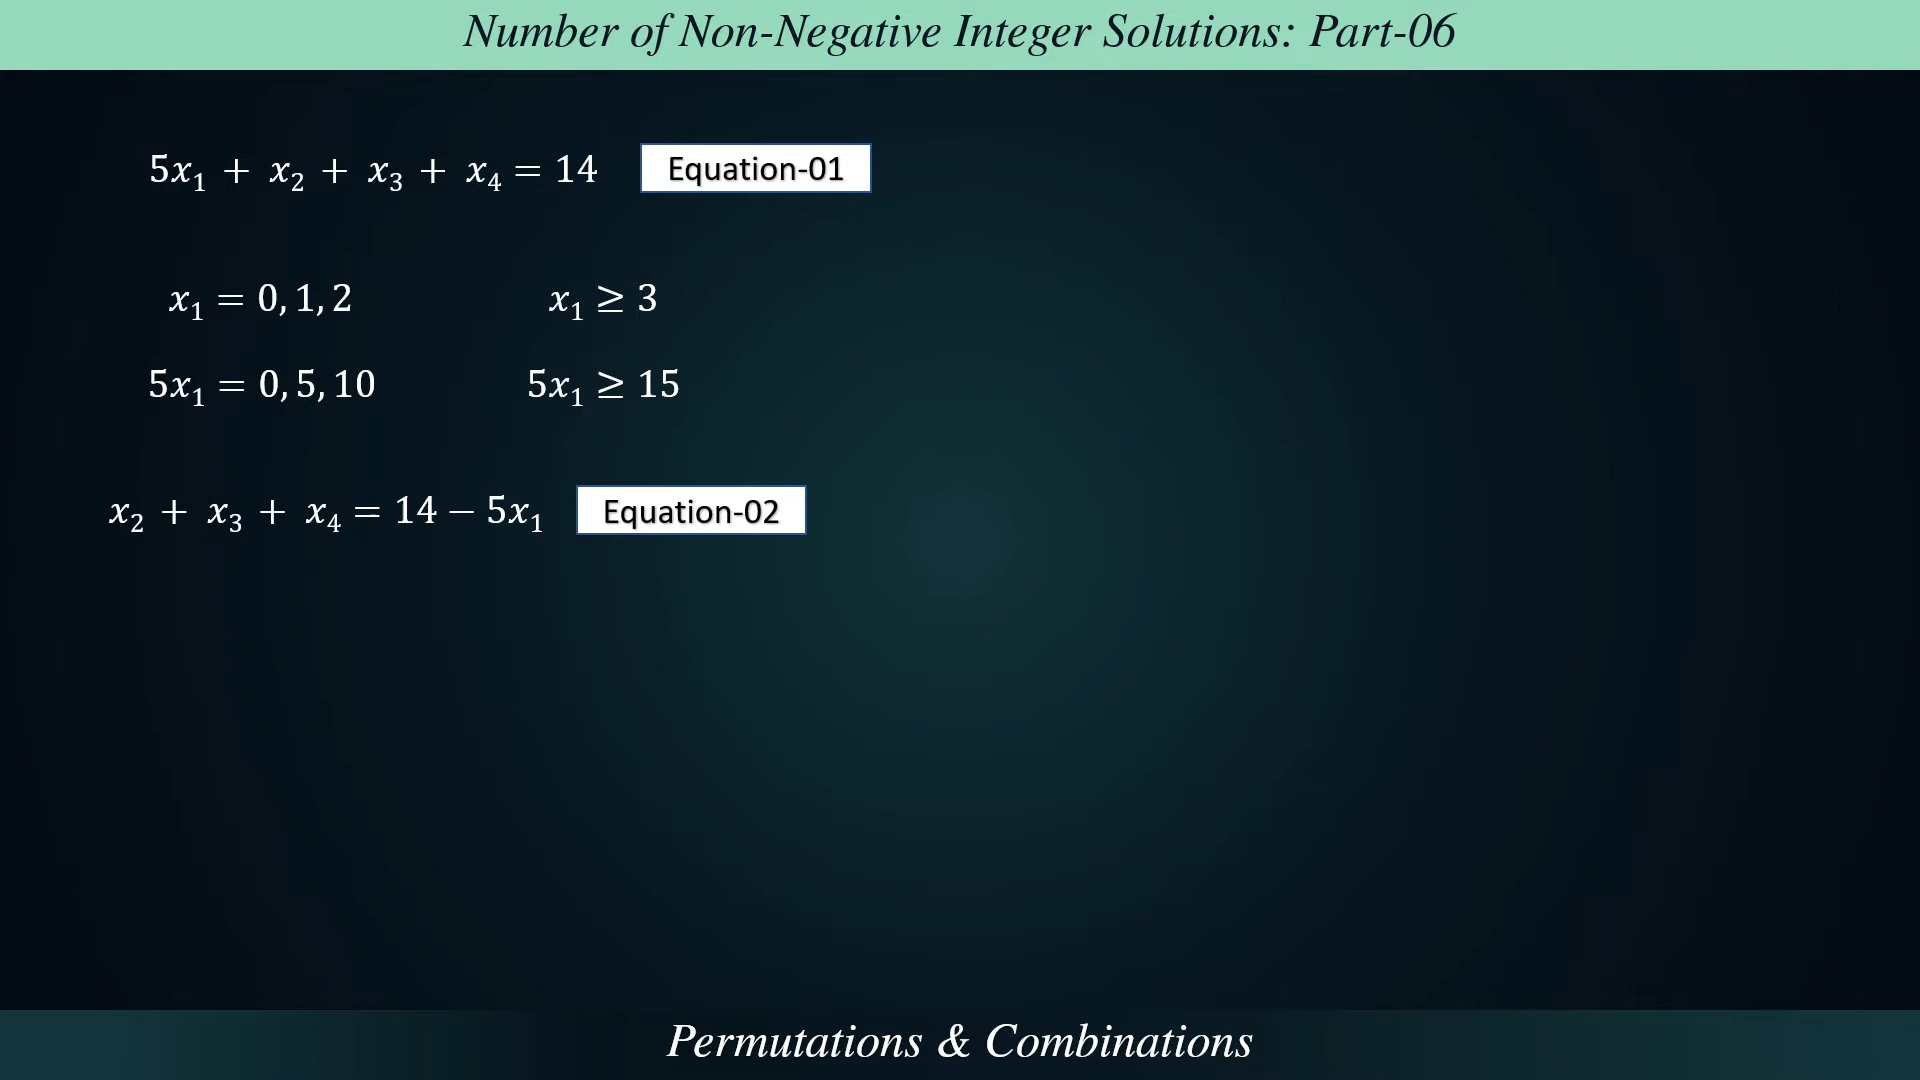 Number of Non-Negative Integer Solutions: Part-06
5x₁ + x₂ + x₃ + x₄ = 14 Equation-01
x₁ = 0, 1, 2 x₁ ≥ 3
5x₁ = 0, 5, 10 5x₁ ≥ 15
x₂ + x₃ + x₄ = 14 − 5x₁ Equation-02
Permutations & Combinations